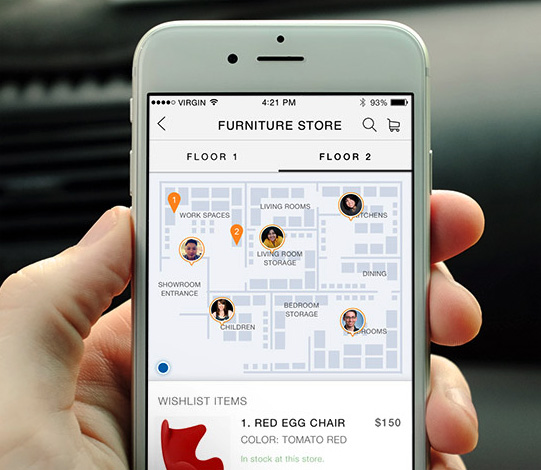 VIRGIN 4:21 PM 93%
FURNITURE STORE
FLOOR 1 FLOOR 2
1
WORK SPACES
LIVING ROOMS
KITCHENS
2
LIVING ROOM
STORAGE
DINING
SHOWROOM
ENTRANCE
BEDROOM
STORAGE
CHILDREN
WISHLIST ITEMS
1. RED EGG CHAIR $150
COLOR: TOMATO RED
In stock at this store.